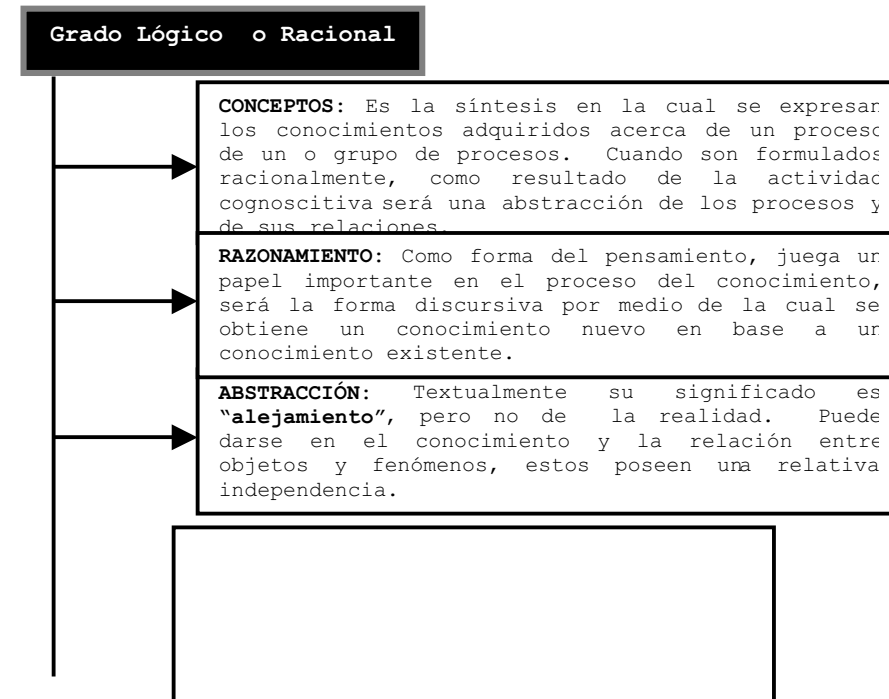 Grado Lógico o Racional
CONCEPTOS: Es la síntesis en la cual se expresan
los conocimientos adquiridos acerca de un proceso
de un o grupo de procesos. Cuando son formulados
racionalmente, como resultado de la actividad
cognoscitiva será una abstracción de los procesos y
de sus relaciones.
RAZONAMIENTO: Como forma del pensamiento, juega un
papel importante en el proceso del conocimiento,
será la forma discursiva por medio de la cual se
obtiene un conocimiento nuevo en base a un
conocimiento existente.
ABSTRACCIÓN: Textualmente su significado es
“alejamiento”, pero no de la realidad. Puede
darse en el conocimiento y la relación entre
objetos y fenómenos, estos poseen una relativa
independencia.